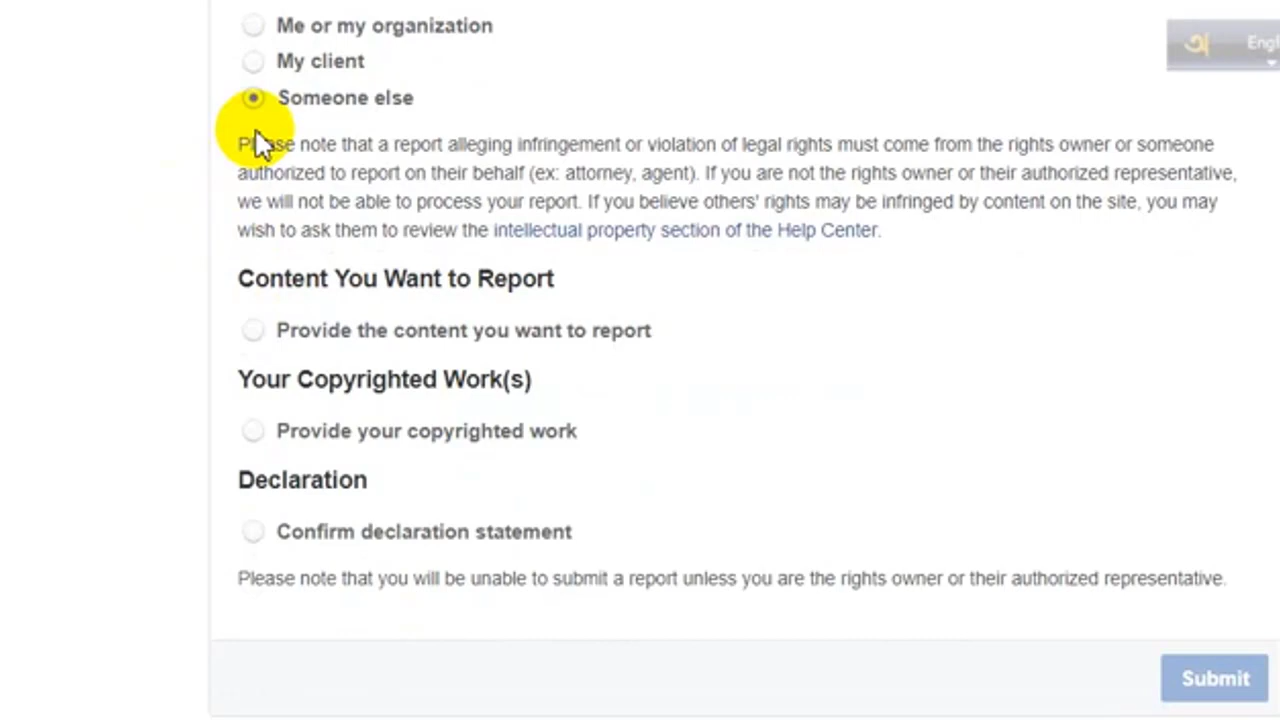 Me or my organization
My client
Someone else
Please note that a report alleging infringement or violation of legal rights must come from the rights owner or someone
authorized to report on their behalf (ex: attorney, agent). If you are not the rights owner or their authorized representative,
we will not be able to process your report. If you believe others' rights may be infringed by content on the site, you may
wish to ask them to review the intellectual property section of the Help Center.
Content You Want to Report
Provide the content you want to report
Your Copyrighted Work(s)
Provide your copyrighted work
Declaration
Confirm declaration statement
Please note that you will be unable to submit a report unless you are the rights owner or their authorized representative.
Submit
অ Engl